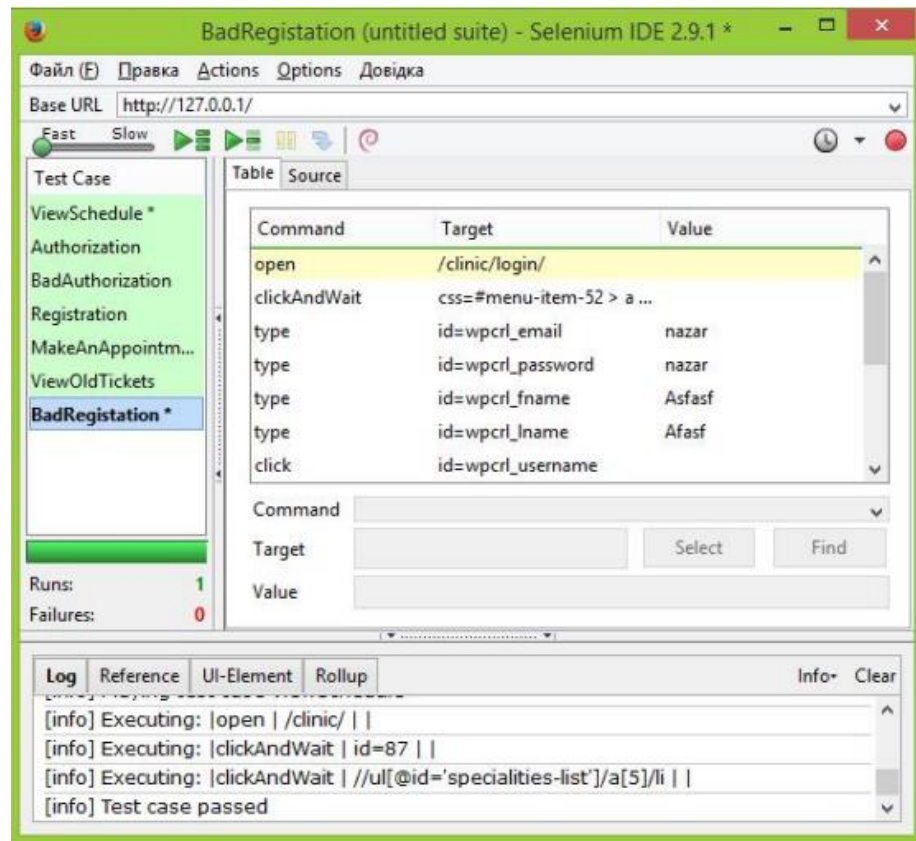 BadRegistation (untitled suite) - Selenium IDE 2.9.1 *
Файл (F) Правка Actions Options Довідка
Base URL http://127.0.0.1/
Fast Slow
Test Case
ViewSchedule *
Authorization
BadAuthorization
Registration
MakeAnAppointm...
ViewOldTickets
BadRegistation *
Runs: 1
Failures: 0
Table Source
Command Target Value
open /clinic/login/
clickAndWait css=#menu-item-52 > a ...
type id=wpcrl_email nazar
type id=wpcrl_password nazar
type id=wpcrl_fname Asfasf
type id=wpcrl_lname Afasf
click id=wpcrl_username
Command
Target Select Find
Value
Log Reference UI-Element Rollup Info Clear
[info] Executing: |open | /clinic/ | |
[info] Executing: |clickAndWait | id=87 | |
[info] Executing: |clickAndWait | //ul[@id='specialities-list']/a[5]/li | |
[info] Test case passed